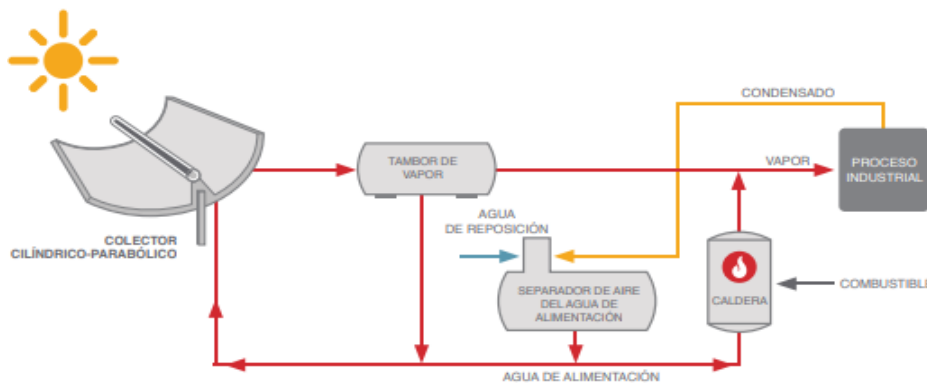 CONDENSADO
TAMBOR DE
VAPOR
VAPOR
PROCESO
INDUSTRIAL
AGUA
DE REPOSICIÓN
COLECTOR
CILÍNDRICO-PARABÓLICO
SEPARADOR DE AIRE
DEL AGUA DE
ALIMENTACIÓN
CALDERA
COMBUSTIBLE
AGUA DE ALIMENTACIÓN